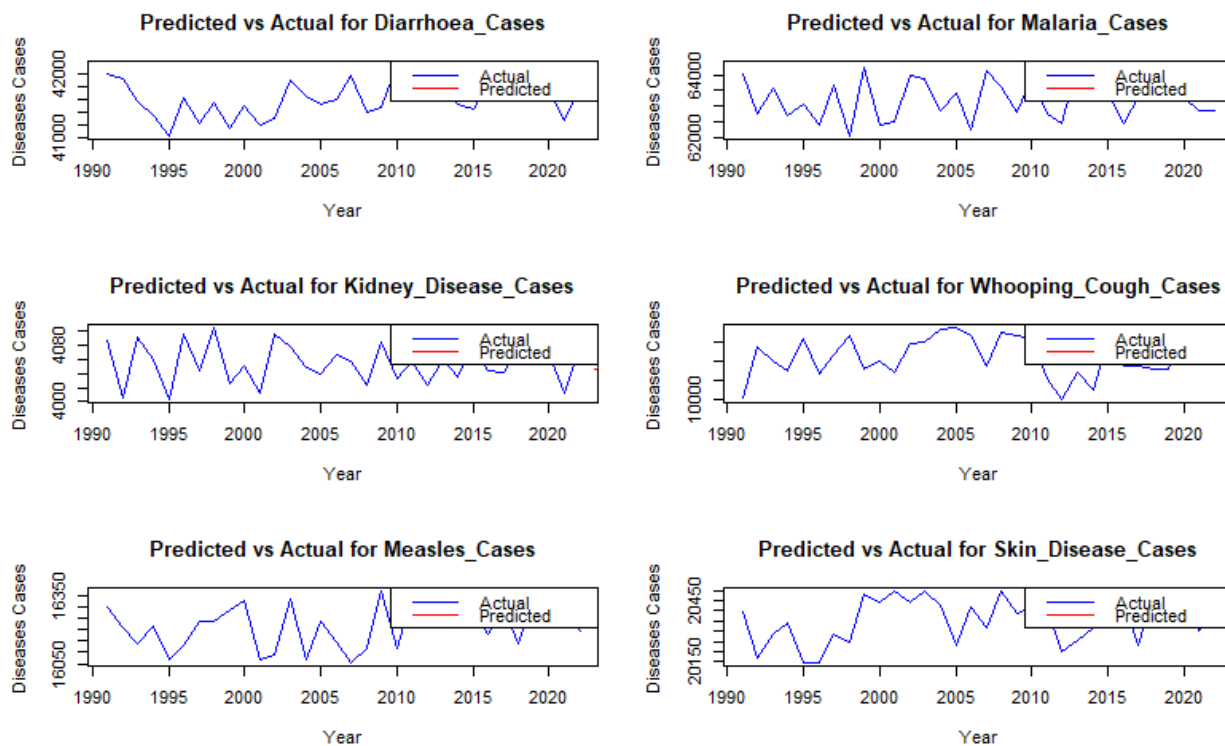 Predicted vs Actual for Diarrhoea_Cases
Diseases Cases
41000 42000
Actual
Predicted
1990 1995 2000 2005 2010 2015 2020
Year
Predicted vs Actual for Malaria_Cases
Diseases Cases
62000 64000
Actual
Predicted
1990 1995 2000 2005 2010 2015 2020
Year
Predicted vs Actual for Kidney_Disease_Cases
Diseases Cases
4000 4080
Actual
Predicted
1990 1995 2000 2005 2010 2015 2020
Year
Predicted vs Actual for Whooping_Cough_Cases
Diseases Cases
10000
Actual
Predicted
1990 1995 2000 2005 2010 2015 2020
Year
Predicted vs Actual for Measles_Cases
Diseases Cases
16050 16350
Actual
Predicted
1990 1995 2000 2005 2010 2015 2020
Year
Predicted vs Actual for Skin_Disease_Cases
Diseases Cases
20150 20450
Actual
Predicted
1990 1995 2000 2005 2010 2015 2020
Year